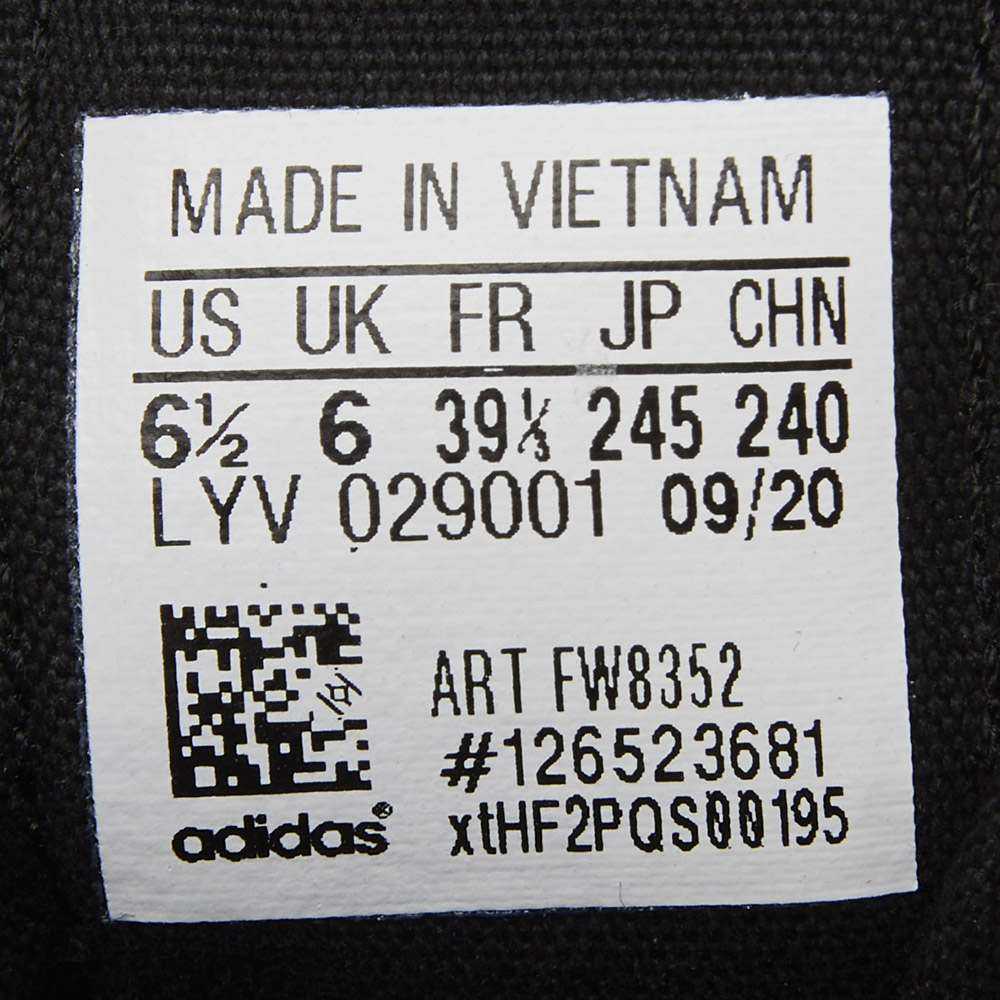 MADE IN VIETNAM
US UK FR JP CHN
6½ 6 39⅓ 245 240
LYV 029001 09/20
ART FW8352
#126523681
xtHF2PQS00195
adidas®